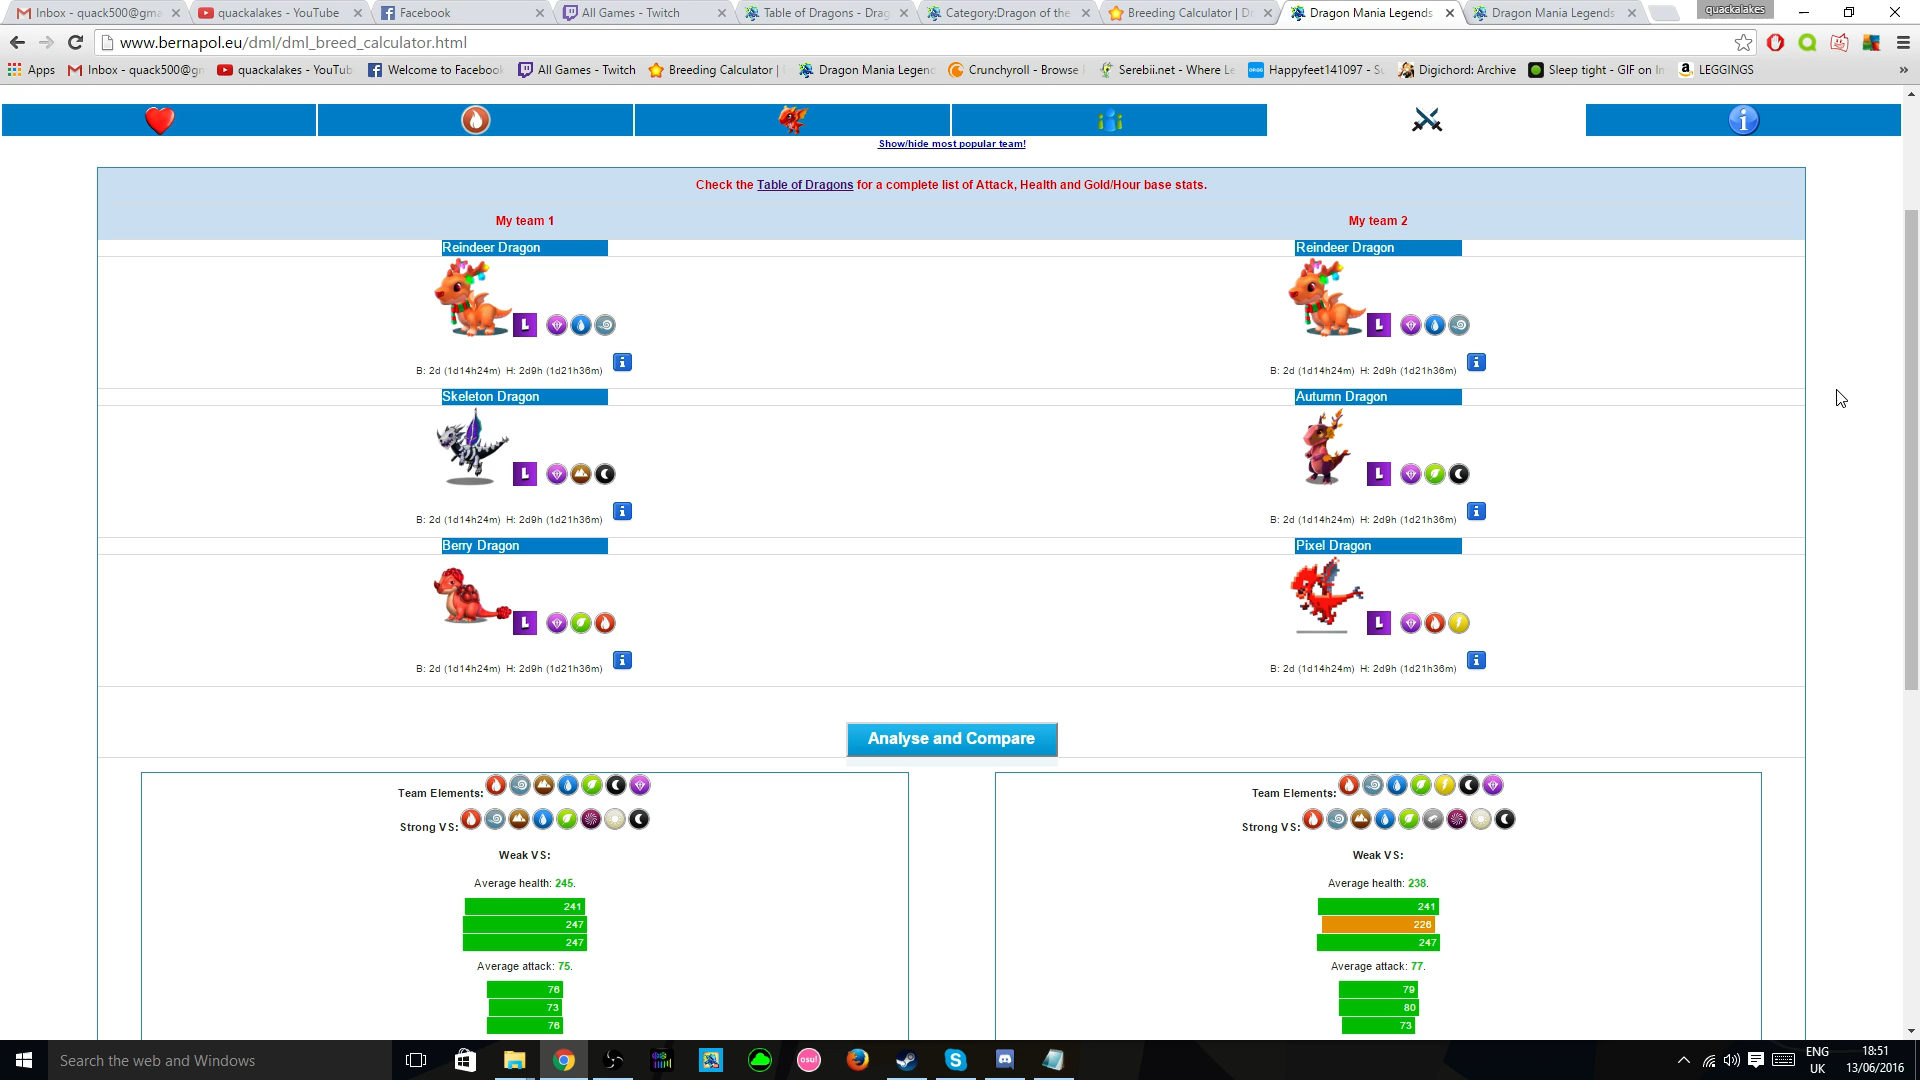 Inbox - quack500@gma
quackalakes - YouTube
Facebook
All Games - Twitch
Table of Dragons - Drag
Category:Dragon of the
Breeding Calculator | Dr
Dragon Mania Legends
Dragon Mania Legends
quackalakes
www.bernapol.eu/dml/dml_breed_calculator.html
Apps
Inbox - quack500@gn
quackalakes - YouTub
Welcome to Facebook
All Games - Twitch
Breeding Calculator |
Dragon Mania Legend
Crunchyroll - Browse
Serebii.net - Where Le
Happyfeet141097 - Su
Digichord: Archive
Sleep tight - GIF on In
LEGGINGS
»
Show/hide most popular team!
Check the Table of Dragons for a complete list of Attack, Health and Gold/Hour base stats.
My team 1
My team 2
Reindeer Dragon
Reindeer Dragon
L
L
B: 2d (1d14h24m) H: 2d9h (1d21h36m)
B: 2d (1d14h24m) H: 2d9h (1d21h36m)
Skeleton Dragon
Autumn Dragon
L
L
B: 2d (1d14h24m) H: 2d9h (1d21h36m)
B: 2d (1d14h24m) H: 2d9h (1d21h36m)
Berry Dragon
Pixel Dragon
L
L
B: 2d (1d14h24m) H: 2d9h (1d21h36m)
B: 2d (1d14h24m) H: 2d9h (1d21h36m)
Analyse and Compare
Team Elements:
Strong VS:
Weak VS:
Average health: 245.
241
247
247
Average attack: 75.
76
73
76
Team Elements:
Strong VS:
Weak VS:
Average health: 238.
241
226
247
Average attack: 77.
79
80
73
Search the web and Windows
osu!
ENG
UK
18:51
13/06/2016